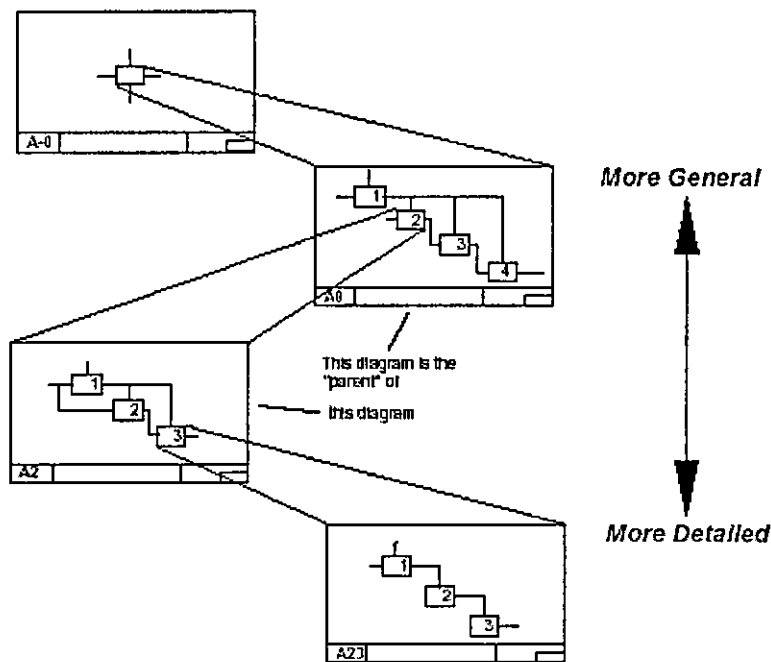 A-0
More General
1
2
3
4
A0
This diagram is the
"parent" of
this diagram
1
2
3
A2
More Detailed
1
2
3
A23